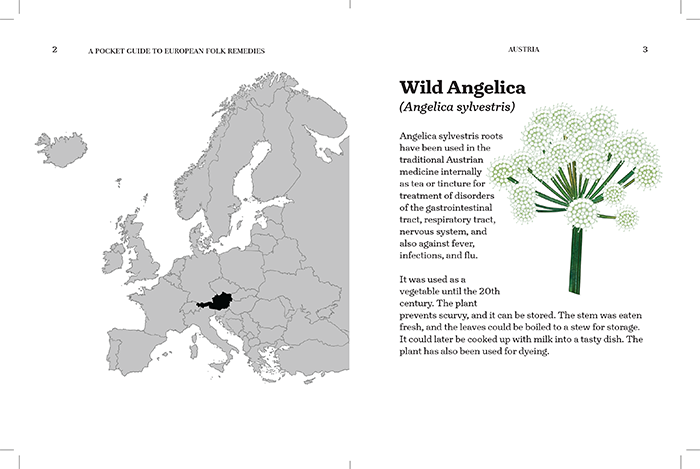 2
A POCKET GUIDE TO EUROPEAN FOLK REMEDIES
AUSTRIA
3
Wild Angelica
(Angelica sylvestris)
Angelica sylvestris roots
have been used in the
traditional Austrian
medicine internally
as tea or tincture for
treatment of disorders
of the gastrointestinal
tract, respiratory tract,
nervous system, and
also against fever,
infections, and flu.
It was used as a
vegetable until the 20th
century. The plant
prevents scurvy, and it can be stored. The stem was eaten
fresh, and the leaves could be boiled to a stew for storage.
It could later be cooked up with milk into a tasty dish. The
plant has also been used for dyeing.